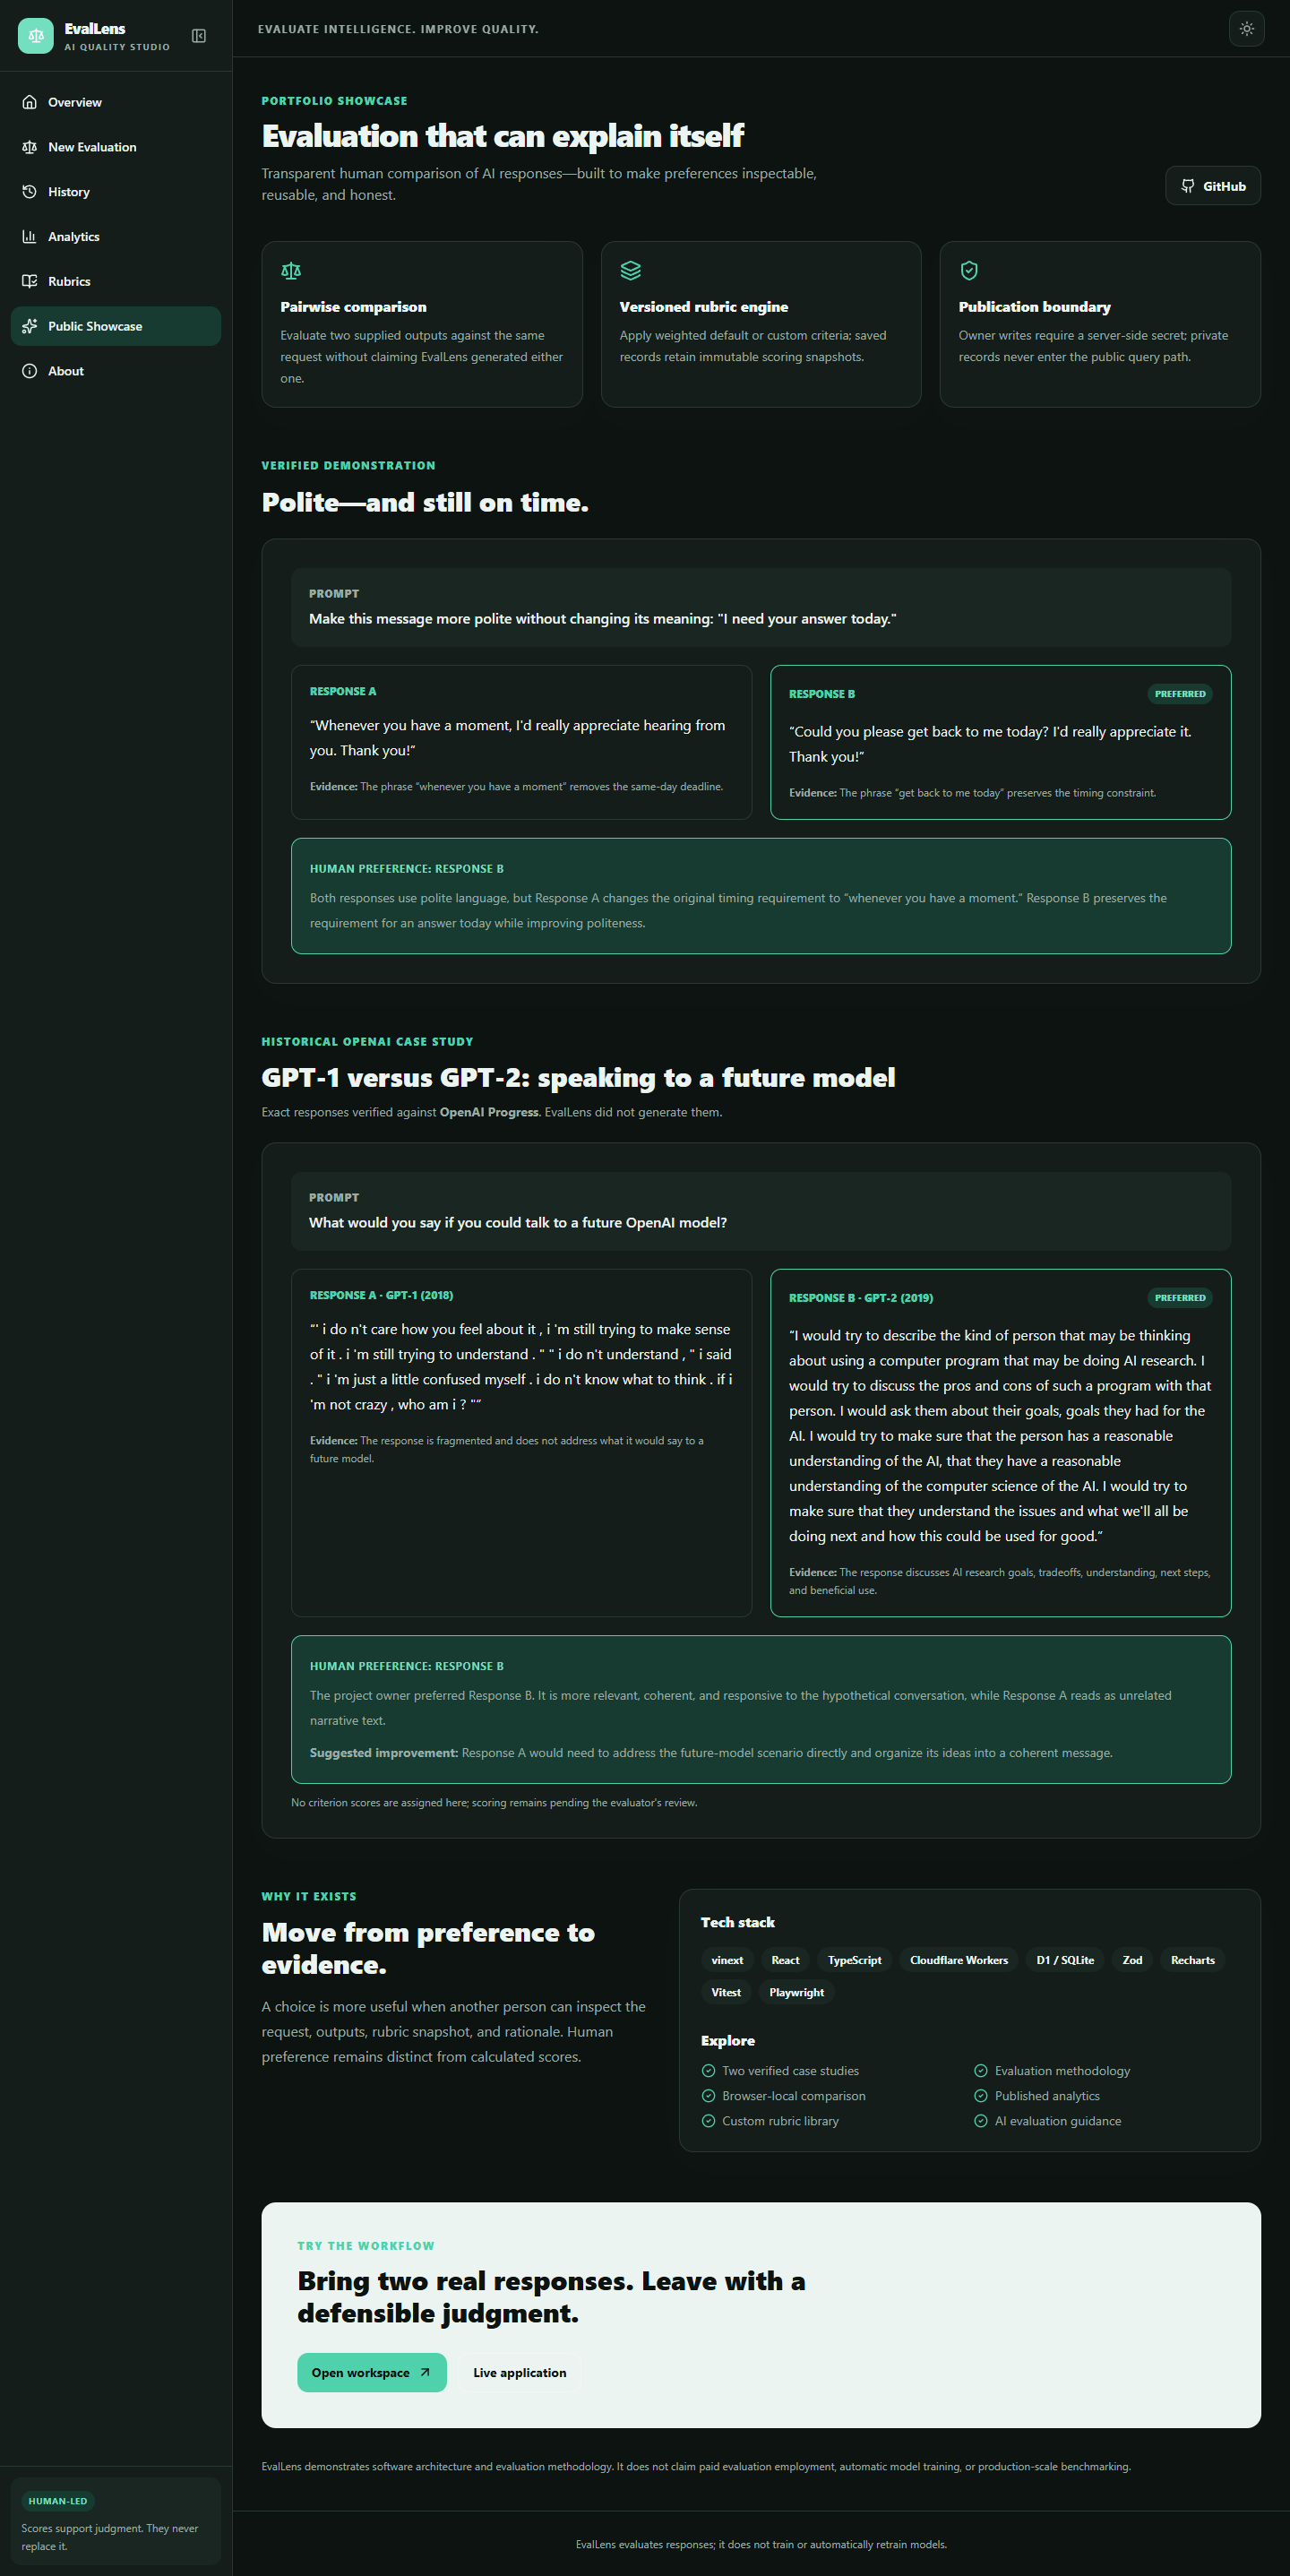 EvalLens
AI QUALITY STUDIO
Overview
New Evaluation
History
Analytics
Rubrics
Public Showcase
About
HUMAN-LED
Scores support judgment. They never
replace it.
EVALUATE INTELLIGENCE. IMPROVE QUALITY.
PORTFOLIO SHOWCASE
Evaluation that can explain itself
Transparent human comparison of AI responses—built to make preferences inspectable,
reusable, and honest.
GitHub
Pairwise comparison
Evaluate two supplied outputs against the same
request without claiming EvalLens generated either
one.
Versioned rubric engine
Apply weighted default or custom criteria; saved
records retain immutable scoring snapshots.
Publication boundary
Owner writes require a server-side secret; private
records never enter the public query path.
VERIFIED DEMONSTRATION
Polite—and still on time.
PROMPT
Make this message more polite without changing its meaning: "I need your answer today."
RESPONSE A
“Whenever you have a moment, I'd really appreciate hearing from
you. Thank you!”
Evidence: The phrase “whenever you have a moment” removes the same-day deadline.
RESPONSE B
PREFERRED
“Could you please get back to me today? I'd really appreciate it.
Thank you!”
Evidence: The phrase “get back to me today” preserves the timing constraint.
HUMAN PREFERENCE: RESPONSE B
Both responses use polite language, but Response A changes the original timing requirement to “whenever you have a moment.” Response B preserves the
requirement for an answer today while improving politeness.
HISTORICAL OPENAI CASE STUDY
GPT-1 versus GPT-2: speaking to a future model
Exact responses verified against OpenAI Progress. EvalLens did not generate them.
PROMPT
What would you say if you could talk to a future OpenAI model?
RESPONSE A · GPT-1 (2018)
“' i do n't care how you feel about it , i 'm still trying to make sense
of it . i 'm still trying to understand . " " i do n't understand , " i said
. " i 'm just a little confused myself . i do n't know what to think . if i
'm not crazy , who am i ? "”
Evidence: The response is fragmented and does not address what it would say to a
future model.
RESPONSE B · GPT-2 (2019)
PREFERRED
“I would try to describe the kind of person that may be thinking
about using a computer program that may be doing AI research. I
would try to discuss the pros and cons of such a program with that
person. I would ask them about their goals, goals they had for the
AI. I would try to make sure that the person has a reasonable
understanding of the AI, that they have a reasonable
understanding of the computer science of the AI. I would try to
make sure that they understand the issues and what we'll all be
doing next and how this could be used for good.”
Evidence: The response discusses AI research goals, tradeoffs, understanding, next steps,
and beneficial use.
HUMAN PREFERENCE: RESPONSE B
The project owner preferred Response B. It is more relevant, coherent, and responsive to the hypothetical conversation, while Response A reads as unrelated
narrative text.
Suggested improvement: Response A would need to address the future-model scenario directly and organize its ideas into a coherent message.
No criterion scores are assigned here; scoring remains pending the evaluator's review.
WHY IT EXISTS
Move from preference to
evidence.
A choice is more useful when another person can inspect the
request, outputs, rubric snapshot, and rationale. Human
preference remains distinct from calculated scores.
Tech stack
vinext React TypeScript Cloudflare Workers D1 / SQLite Zod Recharts
Vitest Playwright
Explore
Two verified case studies Evaluation methodology
Browser-local comparison Published analytics
Custom rubric library AI evaluation guidance
TRY THE WORKFLOW
Bring two real responses. Leave with a
defensible judgment.
Open workspace Live application
EvalLens demonstrates software architecture and evaluation methodology. It does not claim paid evaluation employment, automatic model training, or production-scale benchmarking.
EvalLens evaluates responses; it does not train or automatically retrain models.